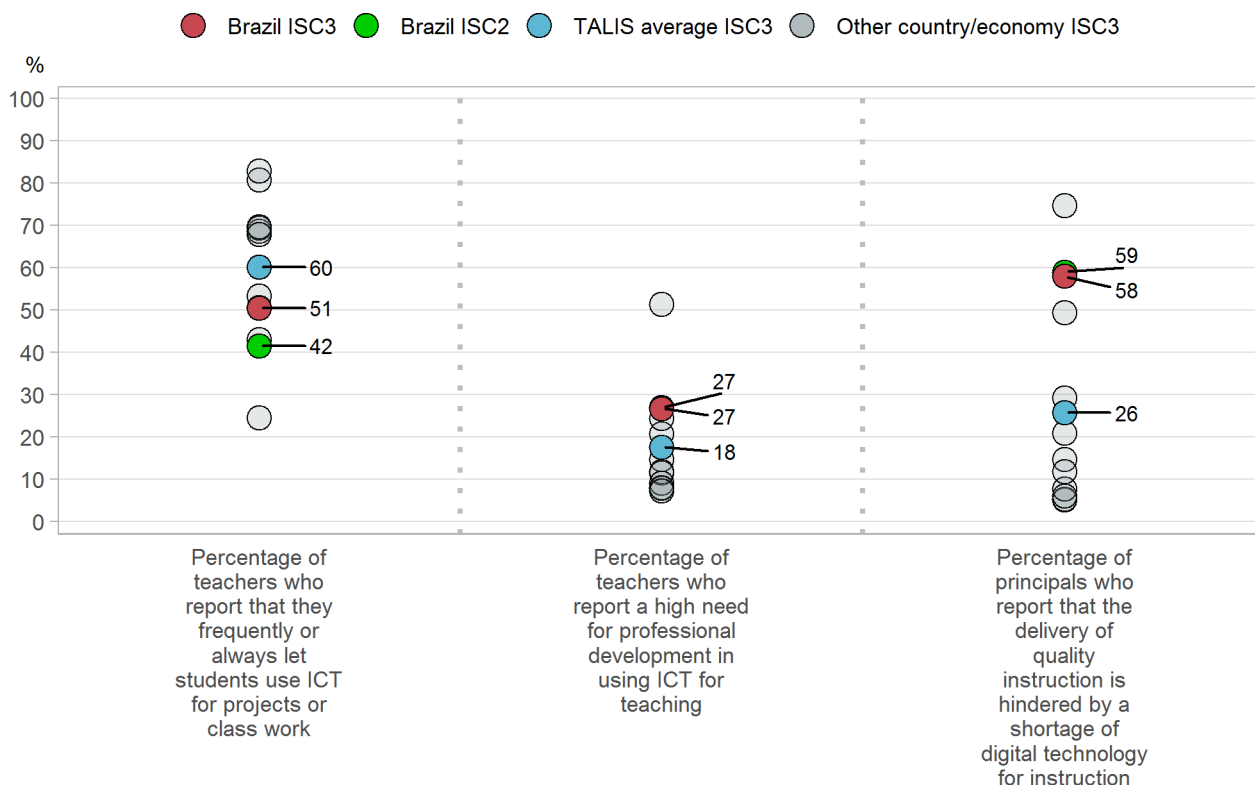 Brazil ISC3 Brazil ISC2 TALIS average ISC3 Other country/economy ISC3
%
100
90
80
70
60
50
40
30
20
10
0
60
51
42
27
27
18
59
58
26
Percentage of
teachers who
report that they
frequently or
always let
students use ICT
for projects or
class work
Percentage of
teachers who
report a high need
for professional
development in
using ICT for
teaching
Percentage of
principals who
report that the
delivery of
quality
instruction is
hindered by a
shortage of
digital technology
for instruction